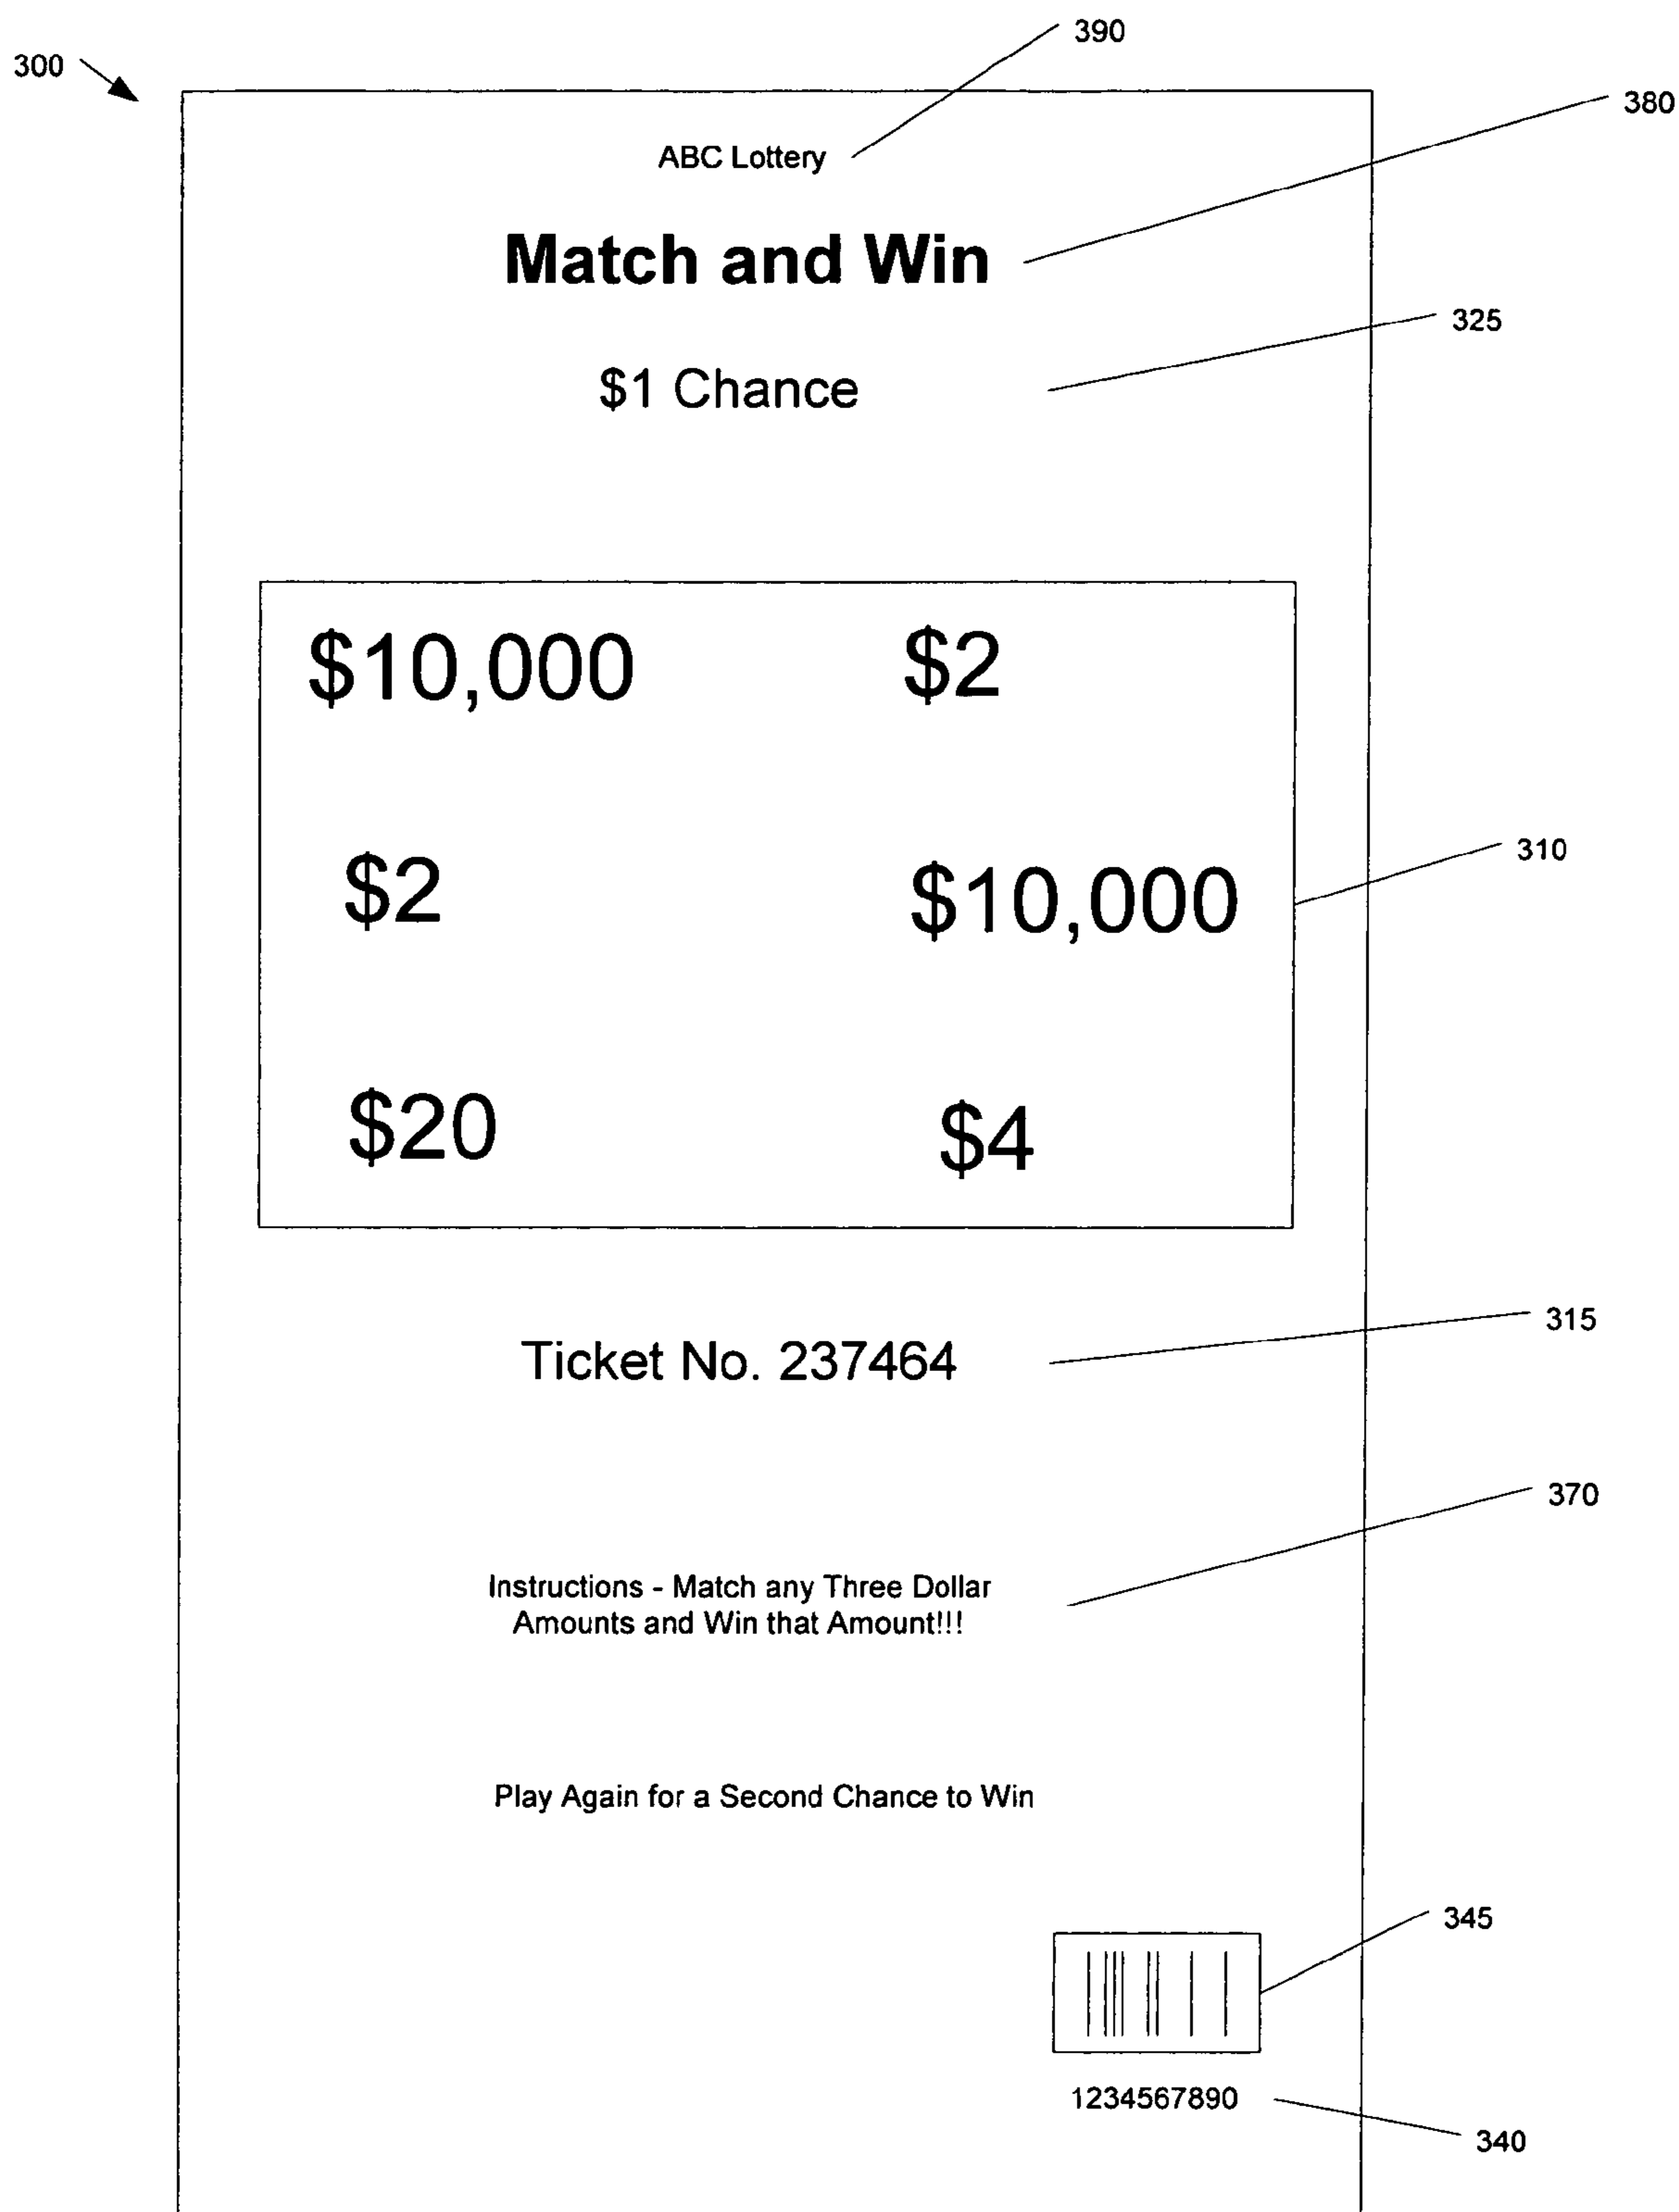 390
300
380
ABC Lottery
Match and Win
325
$1 Chance
$10,000 $2
310
$2 $10,000
$20 $4
315
Ticket No. 237464
370
Instructions - Match any Three Dollar
Amounts and Win that Amount!!!
Play Again for a Second Chance to Win
345
1234567890
340